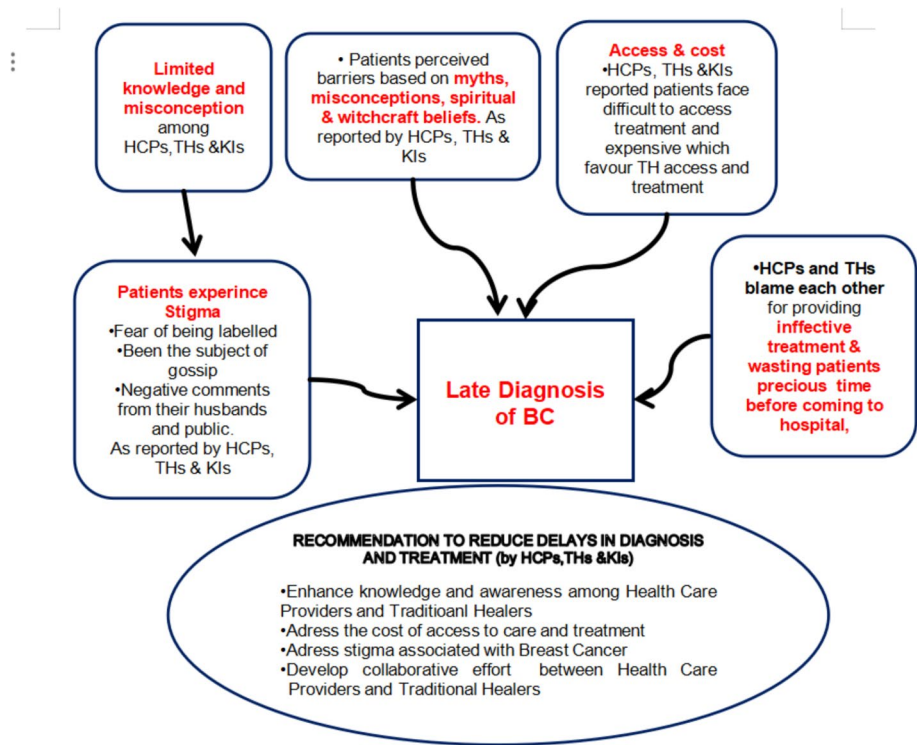 Limited
knowledge and
misconception
among
HCPs,THs &KIs
• Patients perceived
barriers based on myths,
misconceptions, spiritual
& witchcraft beliefs. As
reported by HCPs, THs &
KIs
Access & cost
•HCPs, THs &KIs
reported patients face
difficult to access
treatment and
expensive which
favour TH access and
treatment
Patients experince
Stigma
•Fear of being labelled
•Been the subject of
gossip
•Negative comments
from their husbands
and public.
As reported by HCPs,
THs & KIs
Late Diagnosis
of BC
•HCPs and THs
blame each other
for providing
inffective
treatment &
wasting patients
precious time
before coming to
hospital,
RECOMMENDATION TO REDUCE DELAYS IN DIAGNOSIS
AND TREATMENT (by HCPs,THs &KIs)
•Enhance knowledge and awareness among Health Care
Providers and Traditioanl Healers
•Adress the cost of access to care and treatment
•Adress stigma associated with Breast Cancer
•Develop collaborative effort between Health Care
Providers and Traditional Healers